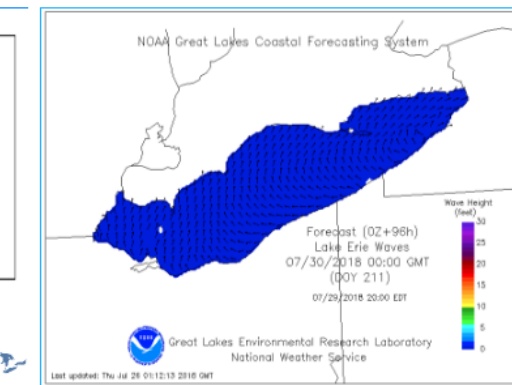 NOAA Great Lakes Coastal Forecasting System
Wave Height
(feet)
30
25
20
15
10
5
0
Forecast (0Z+96h)
Lake Erie Waves
07/30/2018 00:00 GMT
(DOY 211)
07/29/2018 20:00 EDT
Great Lakes Environmental Research Laboratory
National Weather Service
Last updated: Thu Jul 26 01:12:13 2018 GMT